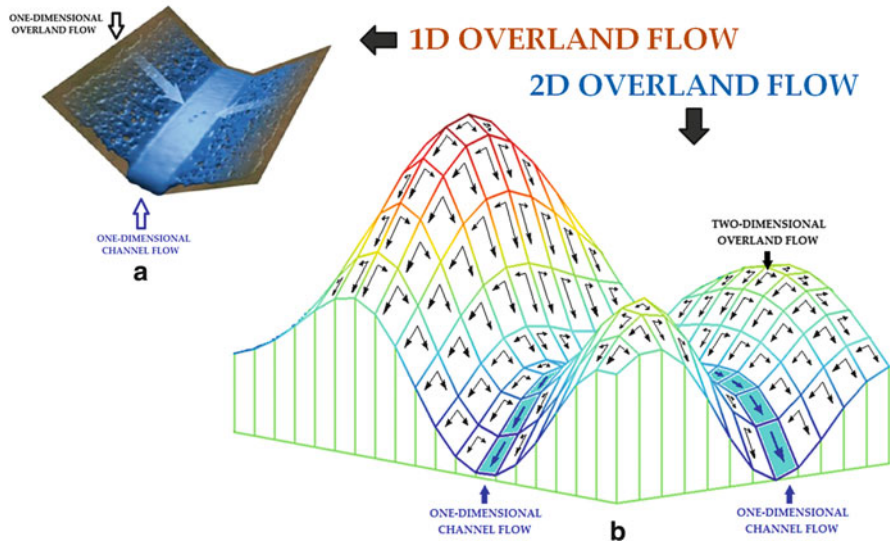 ONE-DIMENSIONAL
OVERLAND FLOW
1D OVERLAND FLOW
2D OVERLAND FLOW
ONE-DIMENSIONAL
CHANNEL FLOW
a
TWO-DIMENSIONAL
OVERLAND FLOW
ONE-DIMENSIONAL
CHANNEL FLOW
b
ONE-DIMENSIONAL
CHANNEL FLOW